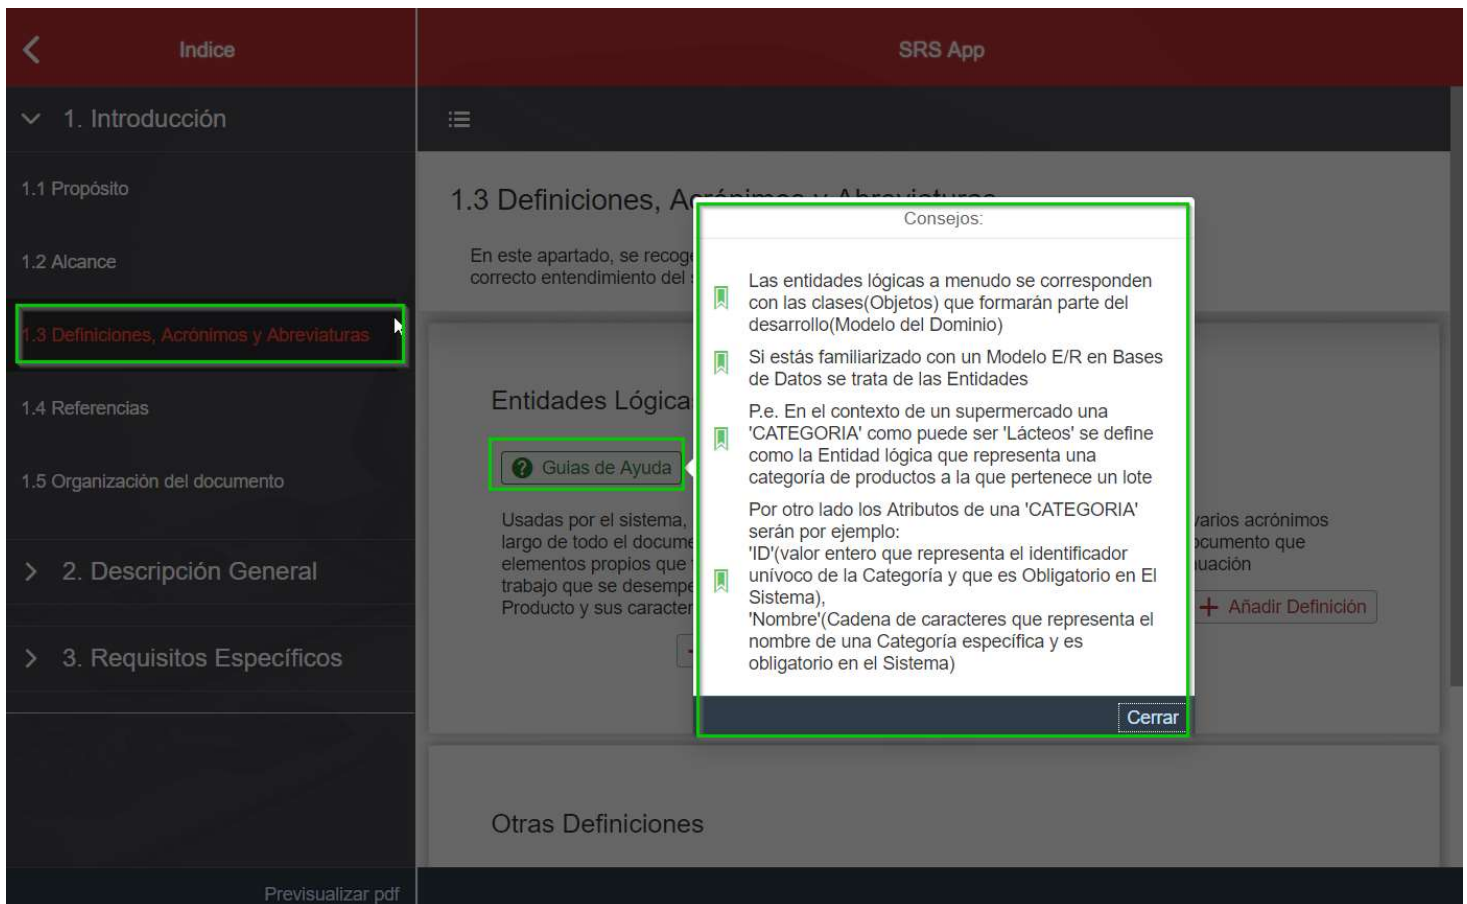 Indice
SRS App
1. Introducción
1.1 Propósito
1.2 Alcance
1.3 Definiciones, Acrónimos y Abreviaturas
1.4 Referencias
1.5 Organización del documento
2. Descripción General
3. Requisitos Específicos
Previsualizar pdf
1.3 Definiciones, Acrónimos y Abreviaturas
En este apartado, se recoge
correcto entendimiento del
Entidades Lógica
Guias de Ayuda
Usadas por el sistema,
largo de todo el docume
elementos propios que
trabajo que se desempe
Producto y sus caracter
Consejos:
Las entidades lógicas a menudo se corresponden
con las clases(Objetos) que formarán parte del
desarrollo(Modelo del Dominio)
Si estás familiarizado con un Modelo E/R en Bases
de Datos se trata de las Entidades
P.e. En el contexto de un supermercado una
'CATEGORIA' como puede ser 'Lácteos' se define
como la Entidad lógica que representa una
categoría de productos a la que pertenece un lote
Por otro lado los Atributos de una 'CATEGORIA'
serán por ejemplo:
'ID'(valor entero que representa el identificador
unívoco de la Categoría y que es Obligatorio en El
Sistema),
'Nombre'(Cadena de caracteres que representa el
nombre de una Categoría específica y es
obligatorio en el Sistema)
Cerrar
varios acrónimos
ocumento que
uación
Añadir Definición
Otras Definiciones